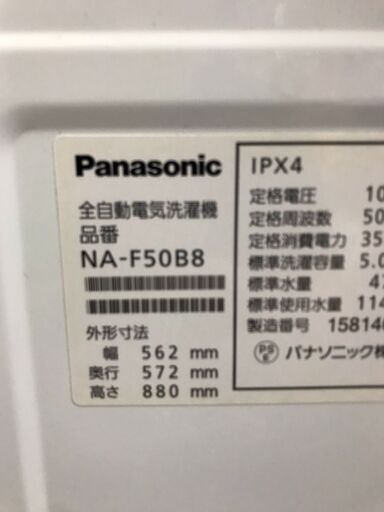 Panasonic
全自動電気洗濯機
品番
NA-F50B8
外形寸法
幅 562 mm
奥行 572 mm
高さ 880 mm
IPX4
定格電圧 10
定格周波数 50
定格消費電力 35
標準洗濯容量 5.0
標準水量 47
標準使用水量 114
製造番号 158140
PS E パナソニック株